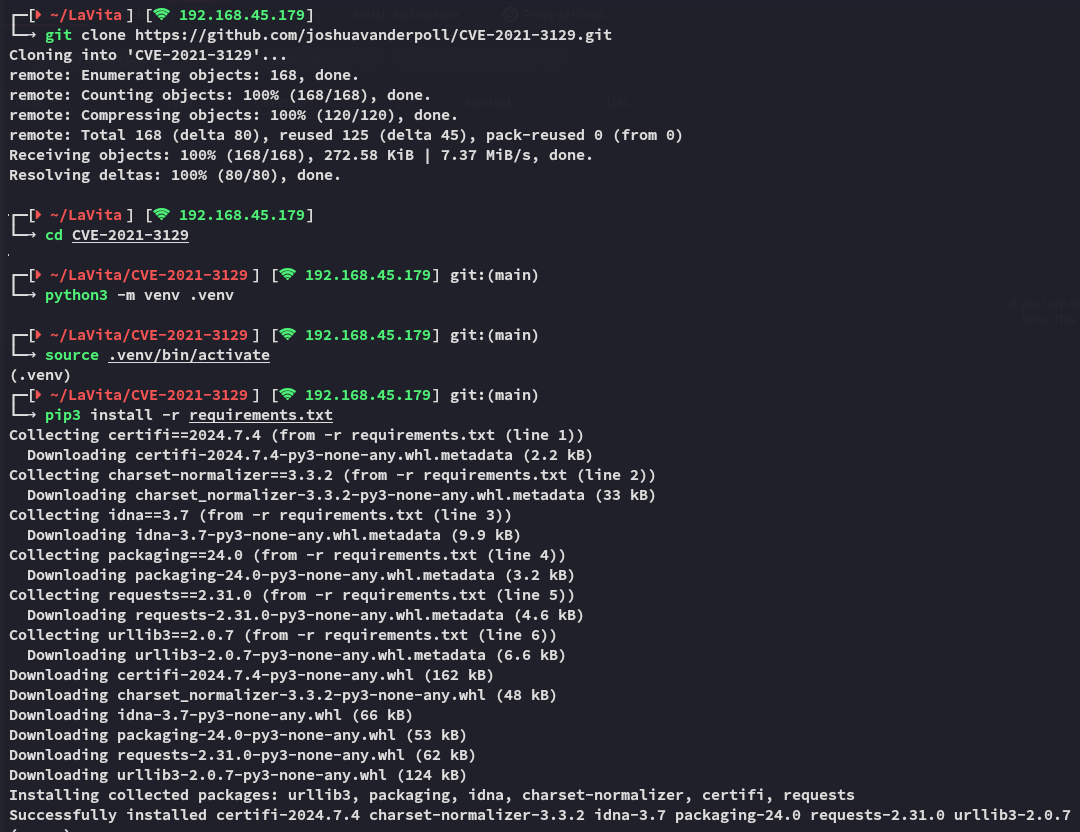 ┌─[ ~/LaVita ] [ 192.168.45.179]
└─→ git clone https://github.com/joshuavanderpoll/CVE-2021-3129.git
Cloning into 'CVE-2021-3129'...
remote: Enumerating objects: 168, done.
remote: Counting objects: 100% (168/168), done.
remote: Compressing objects: 100% (120/120), done.
remote: Total 168 (delta 80), reused 125 (delta 45), pack-reused 0 (from 0)
Receiving objects: 100% (168/168), 272.58 KiB | 7.37 MiB/s, done.
Resolving deltas: 100% (80/80), done.
┌─[ ~/LaVita ] [ 192.168.45.179]
└─→ cd CVE-2021-3129
┌─[ ~/LaVita/CVE-2021-3129 ] [ 192.168.45.179] git:(main)
└─→ python3 -m venv .venv
┌─[ ~/LaVita/CVE-2021-3129 ] [ 192.168.45.179] git:(main)
└─→ source .venv/bin/activate
(.venv)
┌─[ ~/LaVita/CVE-2021-3129 ] [ 192.168.45.179] git:(main)
└─→ pip3 install -r requirements.txt
Collecting certifi==2024.7.4 (from -r requirements.txt (line 1))
  Downloading certifi-2024.7.4-py3-none-any.whl.metadata (2.2 kB)
Collecting charset-normalizer==3.3.2 (from -r requirements.txt (line 2))
  Downloading charset_normalizer-3.3.2-py3-none-any.whl.metadata (33 kB)
Collecting idna==3.7 (from -r requirements.txt (line 3))
  Downloading idna-3.7-py3-none-any.whl.metadata (9.9 kB)
Collecting packaging==24.0 (from -r requirements.txt (line 4))
  Downloading packaging-24.0-py3-none-any.whl.metadata (3.2 kB)
Collecting requests==2.31.0 (from -r requirements.txt (line 5))
  Downloading requests-2.31.0-py3-none-any.whl.metadata (4.6 kB)
Collecting urllib3==2.0.7 (from -r requirements.txt (line 6))
  Downloading urllib3-2.0.7-py3-none-any.whl.metadata (6.6 kB)
Downloading certifi-2024.7.4-py3-none-any.whl (162 kB)
Downloading charset_normalizer-3.3.2-py3-none-any.whl (48 kB)
Downloading idna-3.7-py3-none-any.whl (66 kB)
Downloading packaging-24.0-py3-none-any.whl (53 kB)
Downloading requests-2.31.0-py3-none-any.whl (62 kB)
Downloading urllib3-2.0.7-py3-none-any.whl (124 kB)
Installing collected packages: urllib3, packaging, idna, charset-normalizer, certifi, requests
Successfully installed certifi-2024.7.4 charset-normalizer-3.3.2 idna-3.7 packaging-24.0 requests-2.31.0 urllib3-2.0.7